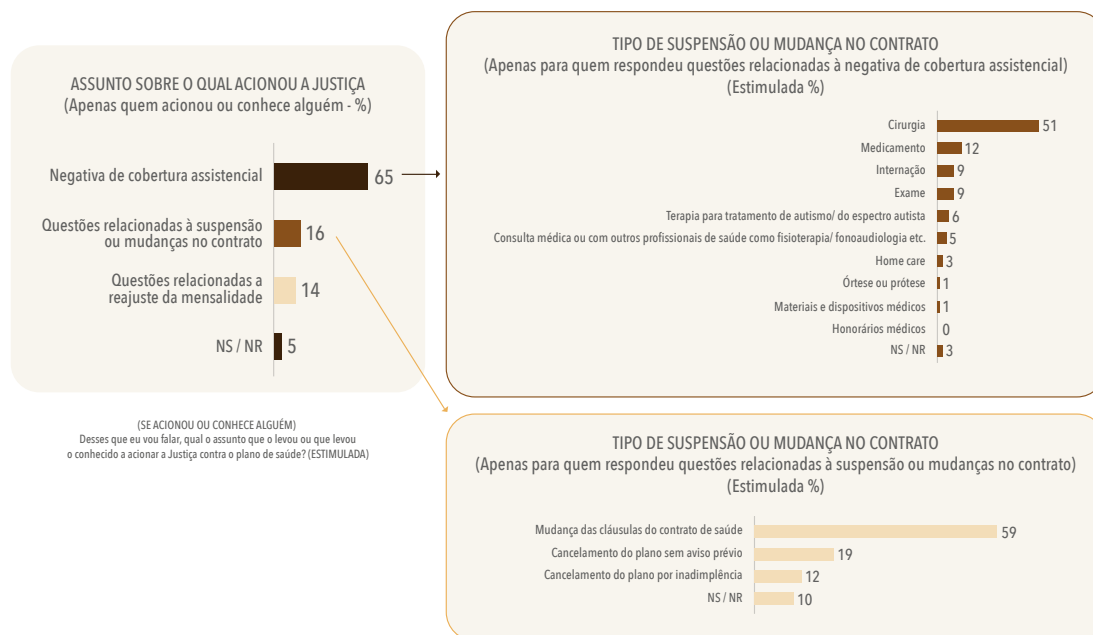 ASSUNTO SOBRE O QUAL ACIONOU A JUSTIÇA
(Apenas quem acionou ou conhece alguém - %)
Negativa de cobertura assistencial 65
Questões relacionadas à suspensão
ou mudanças no contrato 16
Questões relacionadas a
reajuste da mensalidade 14
NS / NR 5
(SE ACIONOU OU CONHECE ALGUÉM)
Desses que eu vou falar, qual o assunto que o levou ou que levou
o conhecido a acionar a Justiça contra o plano de saúde? (ESTIMULADA)
TIPO DE SUSPENSÃO OU MUDANÇA NO CONTRATO
(Apenas para quem respondeu questões relacionadas à negativa de cobertura assistencial)
(Estimulada %)
Cirurgia 51
Medicamento 12
Internação 9
Exame 9
Terapia para tratamento de autismo/ do espectro autista 6
Consulta médica ou com outros profissionais de saúde como fisioterapia/ fonoaudiologia etc. 5
Home care 3
Órtese ou prótese 1
Materiais e dispositivos médicos 1
Honorários médicos 0
NS / NR 3
TIPO DE SUSPENSÃO OU MUDANÇA NO CONTRATO
(Apenas para quem respondeu questões relacionadas à suspensão ou mudanças no contrato)
(Estimulada %)
Mudança das cláusulas do contrato de saúde 59
Cancelamento do plano sem aviso prévio 19
Cancelamento do plano por inadimplência 12
NS / NR 10